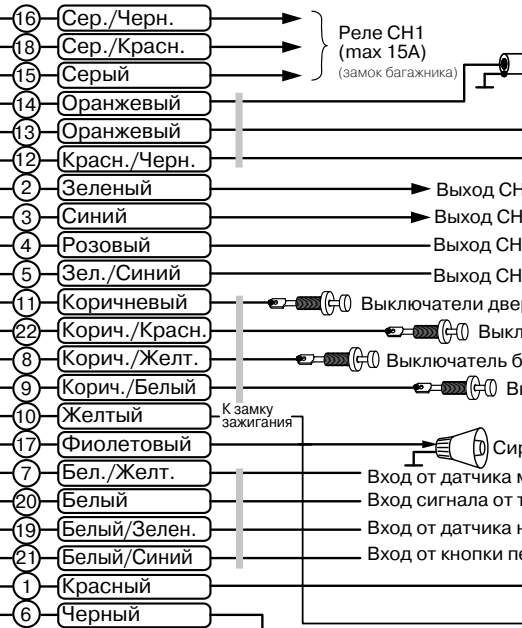 16 Сер./Черн.
18 Сер./Красн.
15 Серый
Реле CH1
(max 15A)
(замок багажника)
14 Оранжевый
13 Оранжевый
12 Красн./Черн.
2 Зеленый Выход CH
3 Синий Выход CH
4 Розовый Выход CH
5 Зел./Синий Выход CH
11 Коричневый Выключатели двер
22 Корич./Красн. Выкл
8 Корич./Желт. Выключатель б
9 Корич./Белый Вы
10 Желтый К замку
зажигания
17 Фиолетовый Сир
7 Бел./Желт. Вход от датчика м
20 Белый Вход сигнала от т
19 Белый/Зелен. Вход от датчика н
21 Белый/Синий Вход от кнопки пе
1 Красный
6 Черный